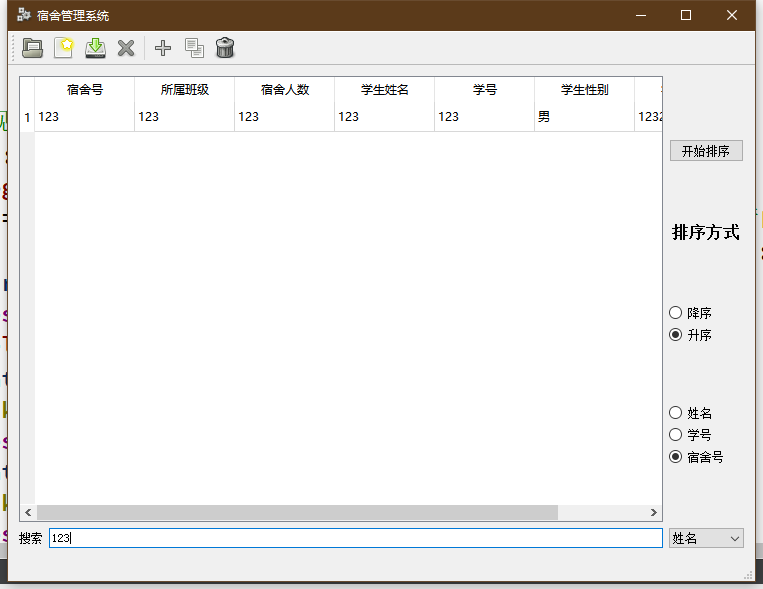 宿舍管理系统
宿舍号 所属班级 宿舍人数 学生姓名 学号 学生性别
1 123 123 123 123 123 男 1232
开始排序
排序方式
降序
升序
姓名
学号
宿舍号
搜索 123 姓名